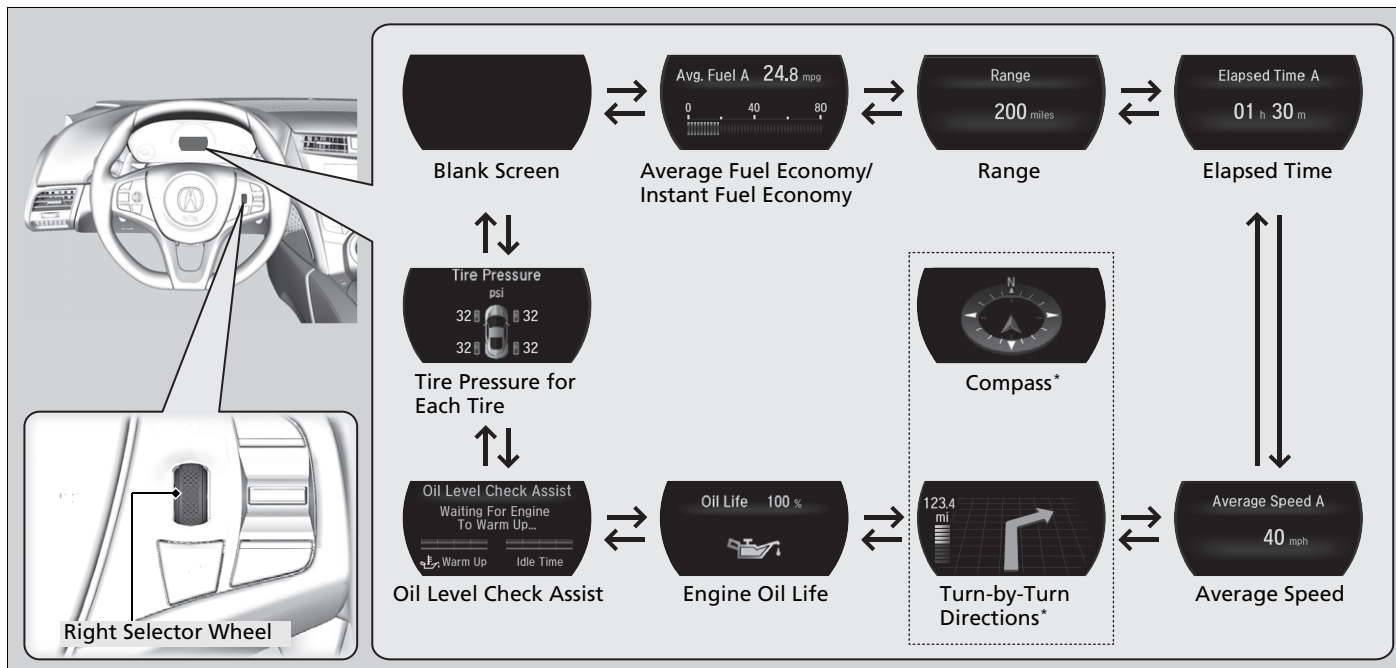 Blank Screen
Avg. Fuel A 24.8 mpg
0 40 80
Average Fuel Economy/
Instant Fuel Economy
Range
200 miles
Range
Elapsed Time A
01 h 30 m
Elapsed Time
Tire Pressure
psi
32 32
32 32
Tire Pressure for
Each Tire
N
Compass*
Oil Level Check Assist
Waiting For Engine
To Warm Up...
Warm Up Idle Time
Oil Level Check Assist
Oil Life 100 %
Engine Oil Life
123.4
mi
Turn-by-Turn
Directions*
Average Speed A
40 mph
Average Speed
Right Selector Wheel